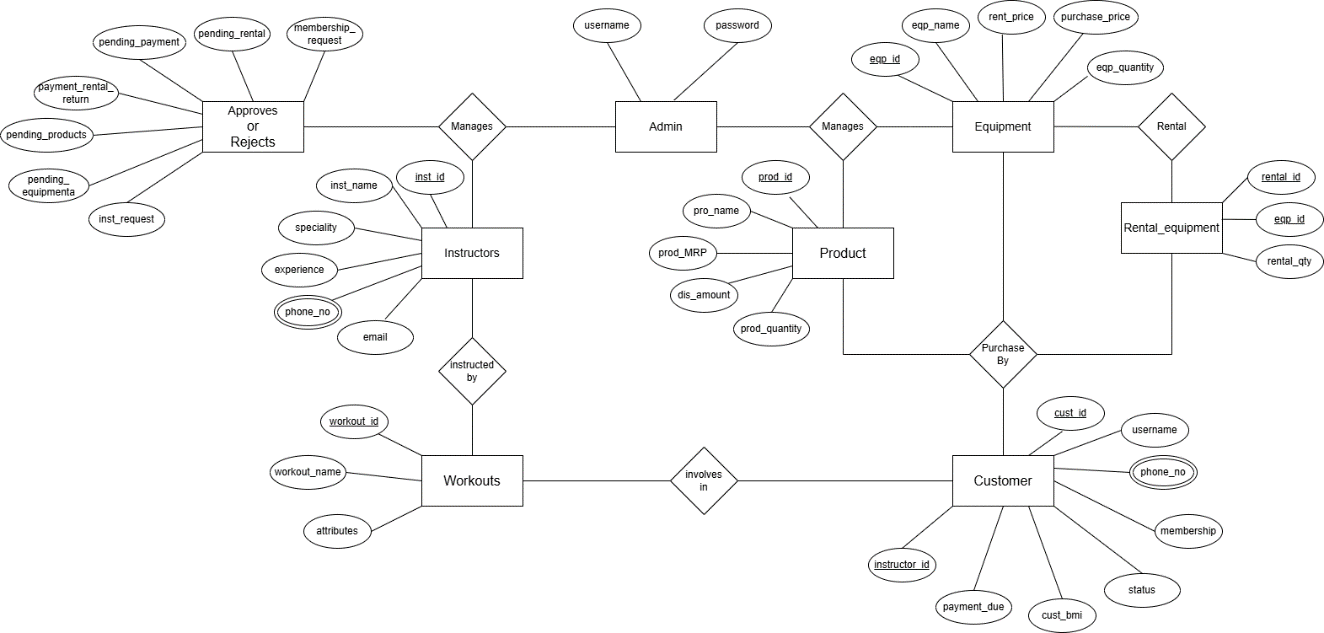 pending_payment
pending_rental
membership_
request
payment_rental_
return
pending_products
pending_
equipmenta
inst_request
Approves
or
Rejects
Manages
username
password
Admin
Manages
eqp_id
eqp_name
rent_price
purchase_price
eqp_quantity
Equipment
Rental
rental_id
eqp_id
rental_qty
Rental_equipment
inst_id
inst_name
speciality
experience
phone_no
email
Instructors
prod_id
pro_name
prod_MRP
dis_amount
prod_quantity
Product
instructed
by
Purchase
By
workout_id
workout_name
attributes
Workouts
involves
in
cust_id
username
phone_no
membership
status
cust_bmi
payment_due
instructor_id
Customer